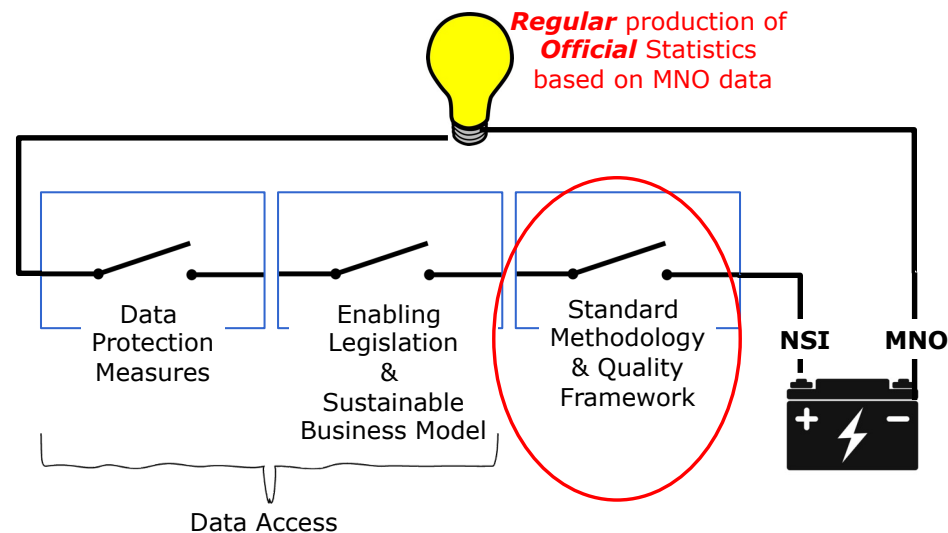 Regular production of
Official Statistics
based on MNO data
Data
Protection
Measures
Enabling
Legislation
&
Sustainable
Business Model
Standard
Methodology
& Quality
Framework
NSI
MNO
+
−
Data Access